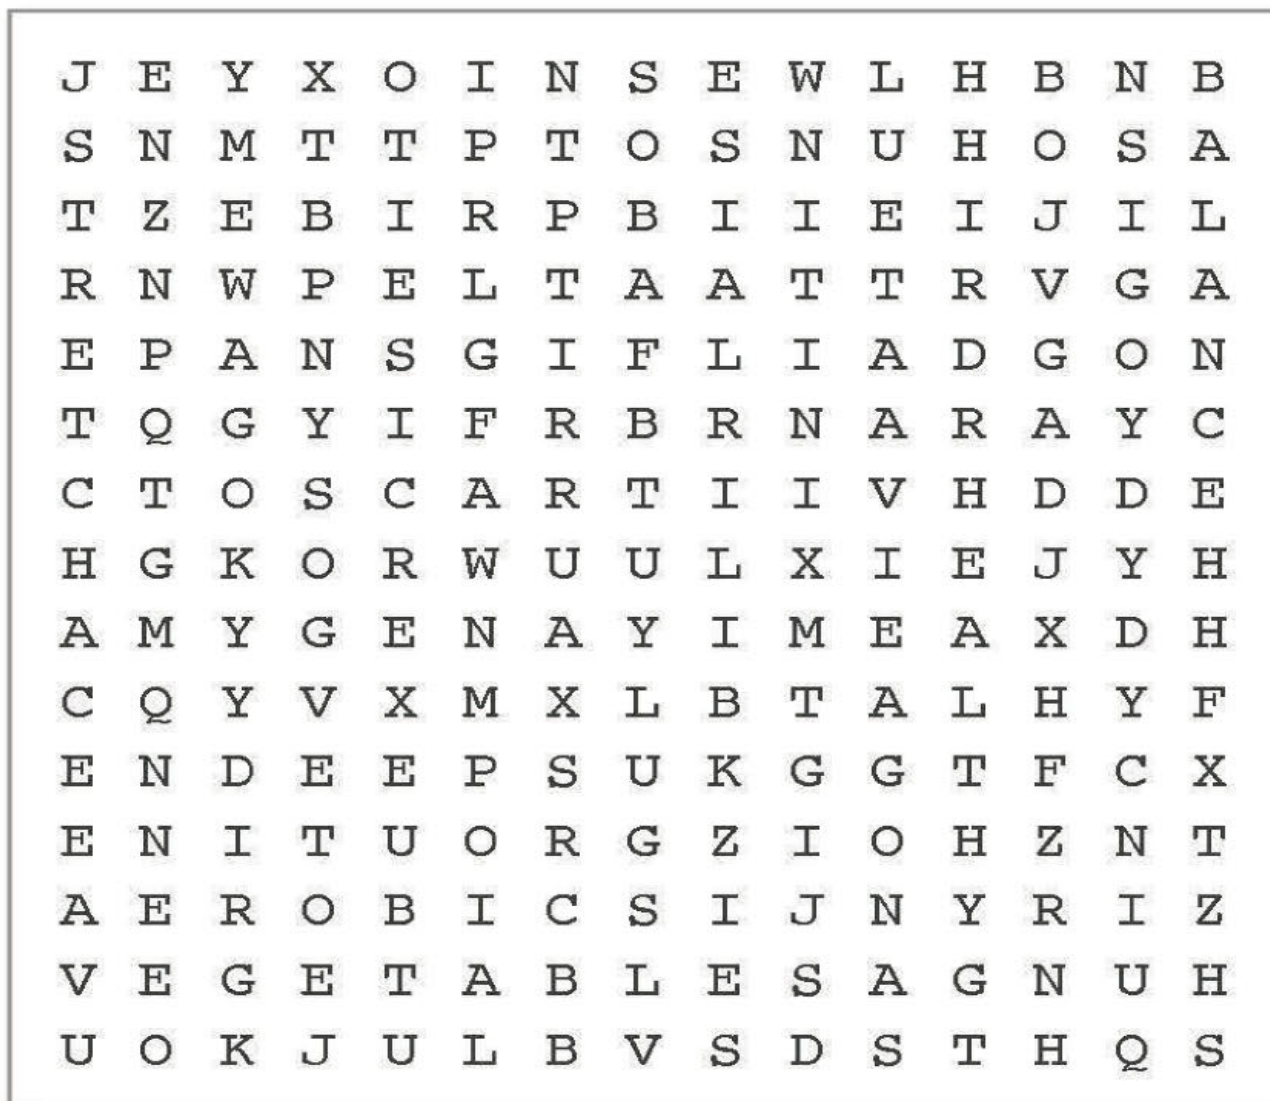 J E Y X O I N S E W L H B N B
S N M T T P T O S N U H O S A
T Z E B I R P B I I E I J I L
R N W P E L T A A T T R V G A
E P A N S G I F L I A D G O N
T Q G Y I F R B R N A R A Y C
C T O S C A R T I I V H D D E
H G K O R W U U L X I E J Y H
A M Y G E N A Y I M E A X D H
C Q Y V X M X L B T A L H Y F
E N D E E P S U K G G T F C X
E N I T U O R G Z I O H Z N T
A E R O B I C S I J N Y R I Z
V E G E T A B L E S A G N U H
U O K J U L B V S D S T H Q S